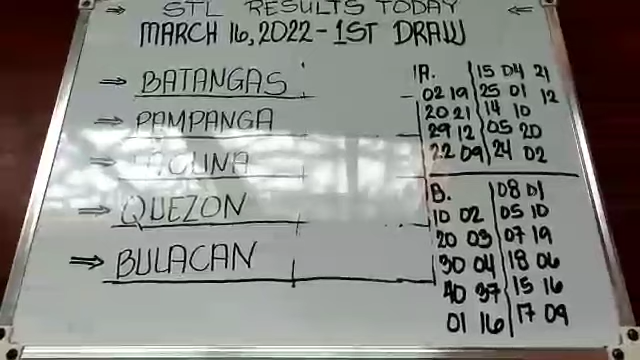 ⇒ STL RESULTS TODAY ⇐
MARCH 16, 2022 - 1ST DRAW
⇒ BATANGAS
⇒ PAMPANGA
⇒ LAGUNA
⇒ QUEZON
⇒ BULACAN
A. 15 04 21
02 19 25 01 12
20 21 14 10
29 12 05 20
22 09 24 02
B. 08 01
10 02 05 10
20 03 07 19
30 04 18 06
40 37 15 16
01 16 17 09